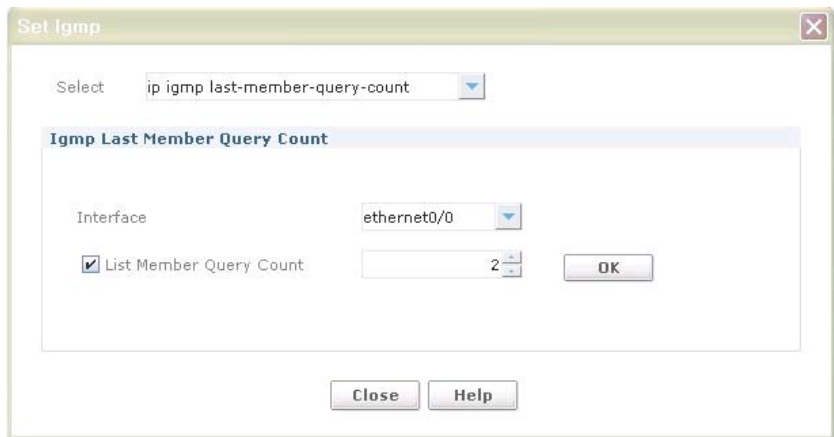 Set Igmp
Select ip igmp last-member-query-count
Igmp Last Member Query Count
Interface ethernet0/0
List Member Query Count 2 OK
Close Help